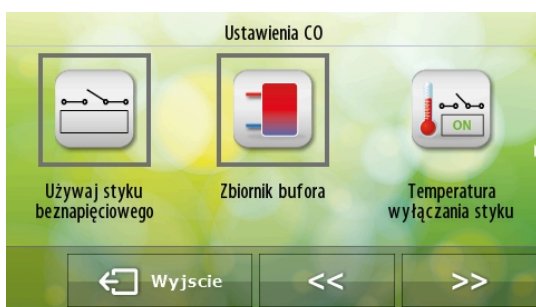 Ustawienia CO
ON
Używaj styku
beznapięciowego
Zbiornik bufora
Temperatura
wyłączania styku
Wyjscie
<<
>>